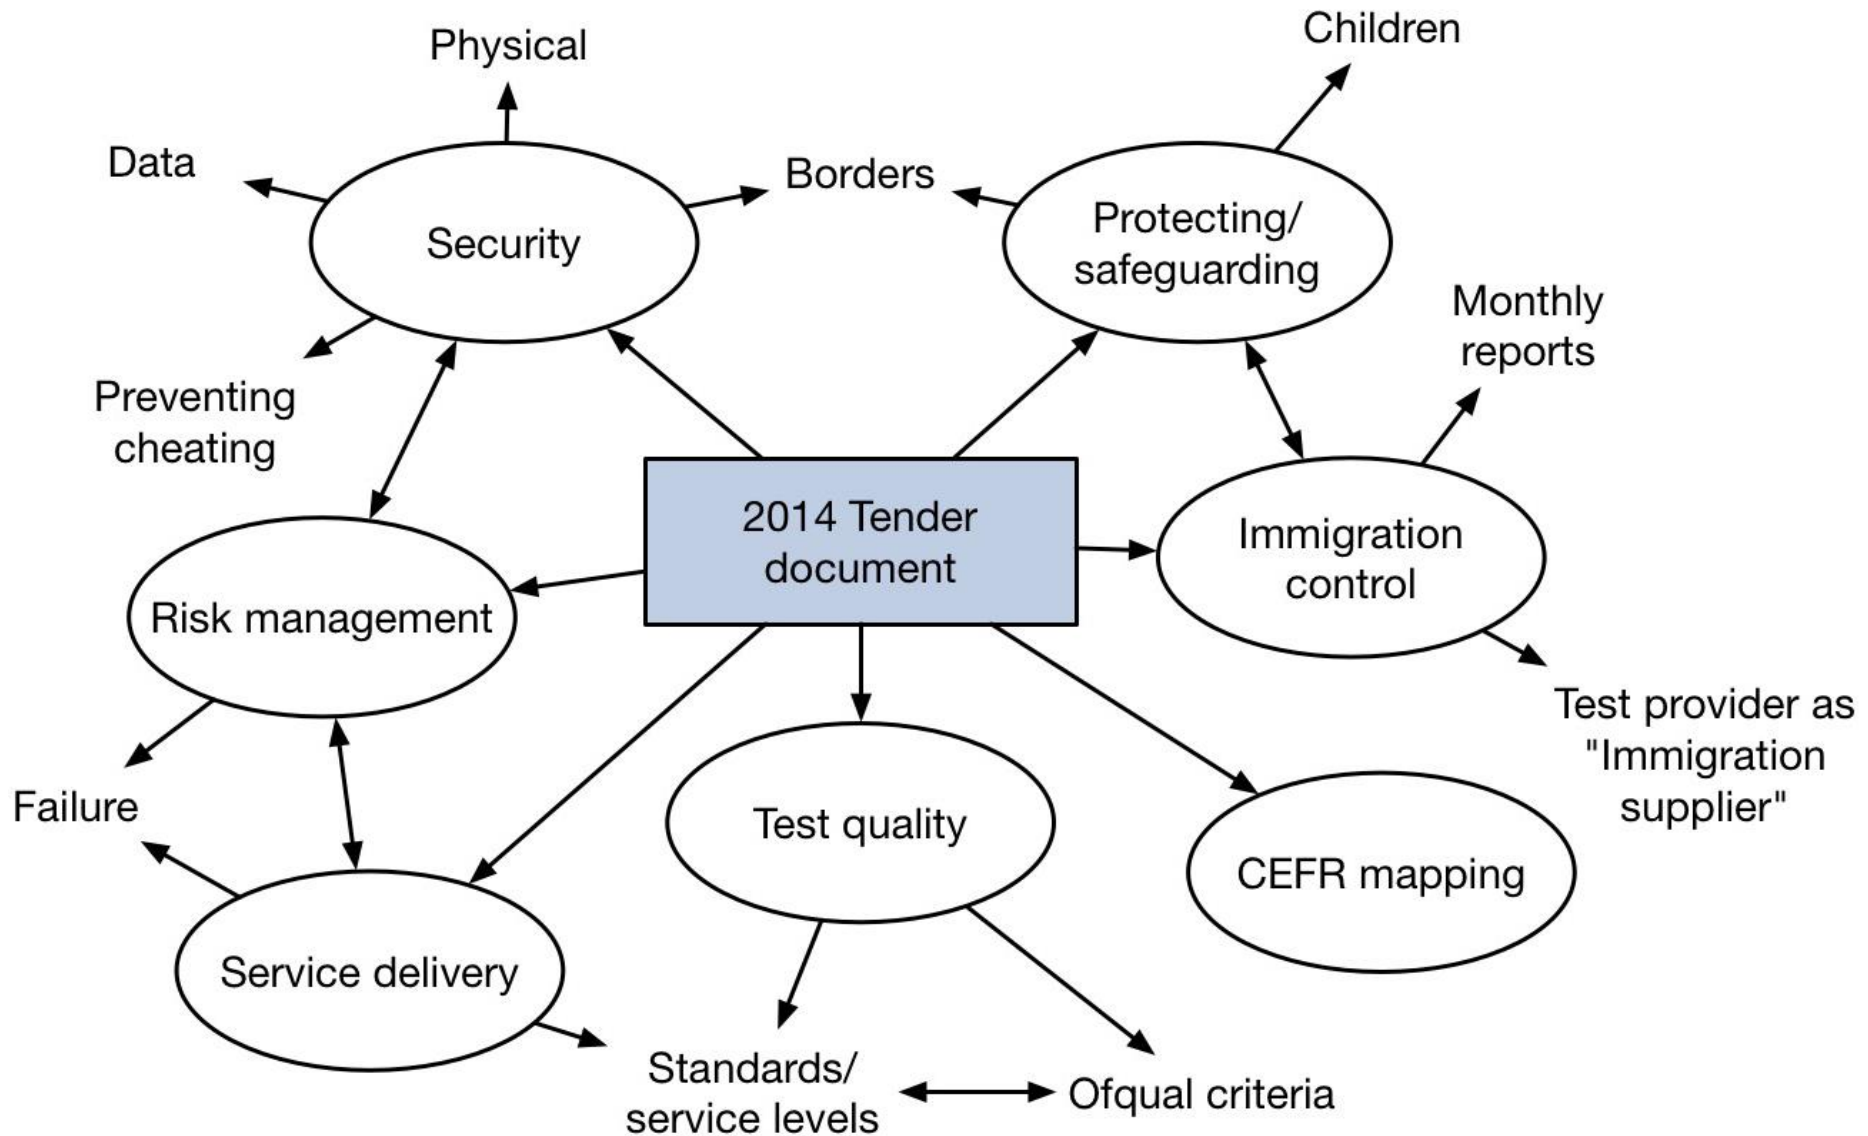 Physical
Children
Data
Borders
Security
Protecting/
safeguarding
Monthly
reports
Preventing
cheating
2014 Tender
document
Immigration
control
Risk management
Test provider as
"Immigration
supplier"
Failure
Test quality
CEFR mapping
Service delivery
Standards/
service levels
Ofqual criteria